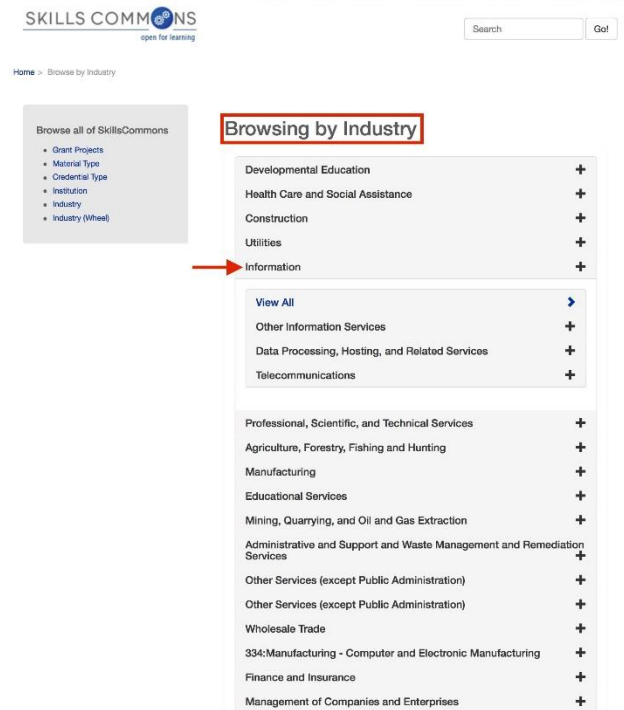 SKILLS COMMONS
open for learning
Search
Go!
Home > Browse by Industry
Browse all of SkillsCommons
Grant Projects
Material Type
Credential Type
Institution
Industry
Industry (Wheel)
Browsing by Industry
Developmental Education
Health Care and Social Assistance
Construction
Utilities
Information
View All
Other Information Services
Data Processing, Hosting, and Related Services
Telecommunications
Professional, Scientific, and Technical Services
Agriculture, Forestry, Fishing and Hunting
Manufacturing
Educational Services
Mining, Quarrying, and Oil and Gas Extraction
Administrative and Support and Waste Management and Remediation
Services
Other Services (except Public Administration)
Other Services (except Public Administration)
Wholesale Trade
334:Manufacturing - Computer and Electronic Manufacturing
Finance and Insurance
Management of Companies and Enterprises